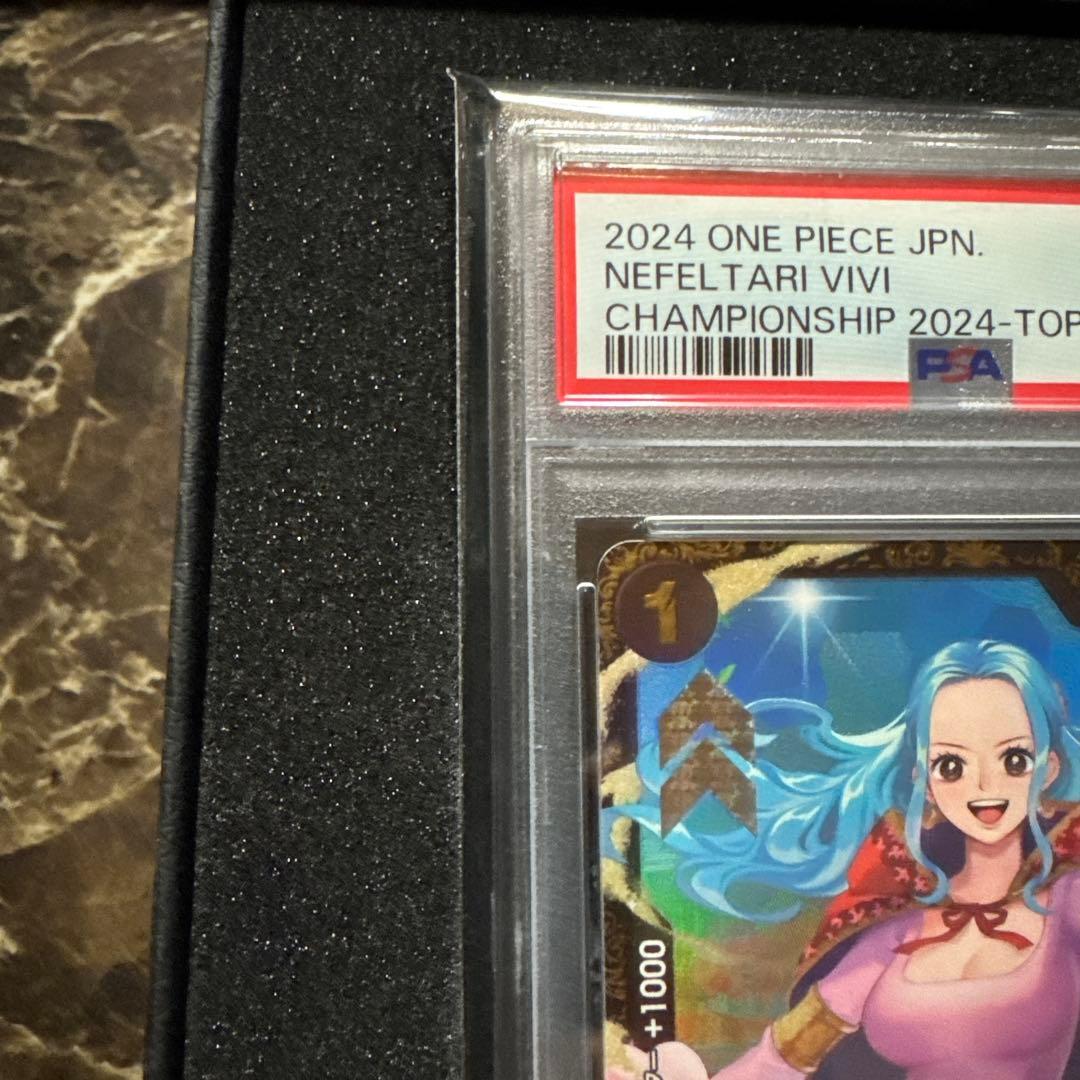 2024 ONE PIECE JPN.
NEFELTARI VIVI
CHAMPIONSHIP 2024-TOP
PSA
1
+1000